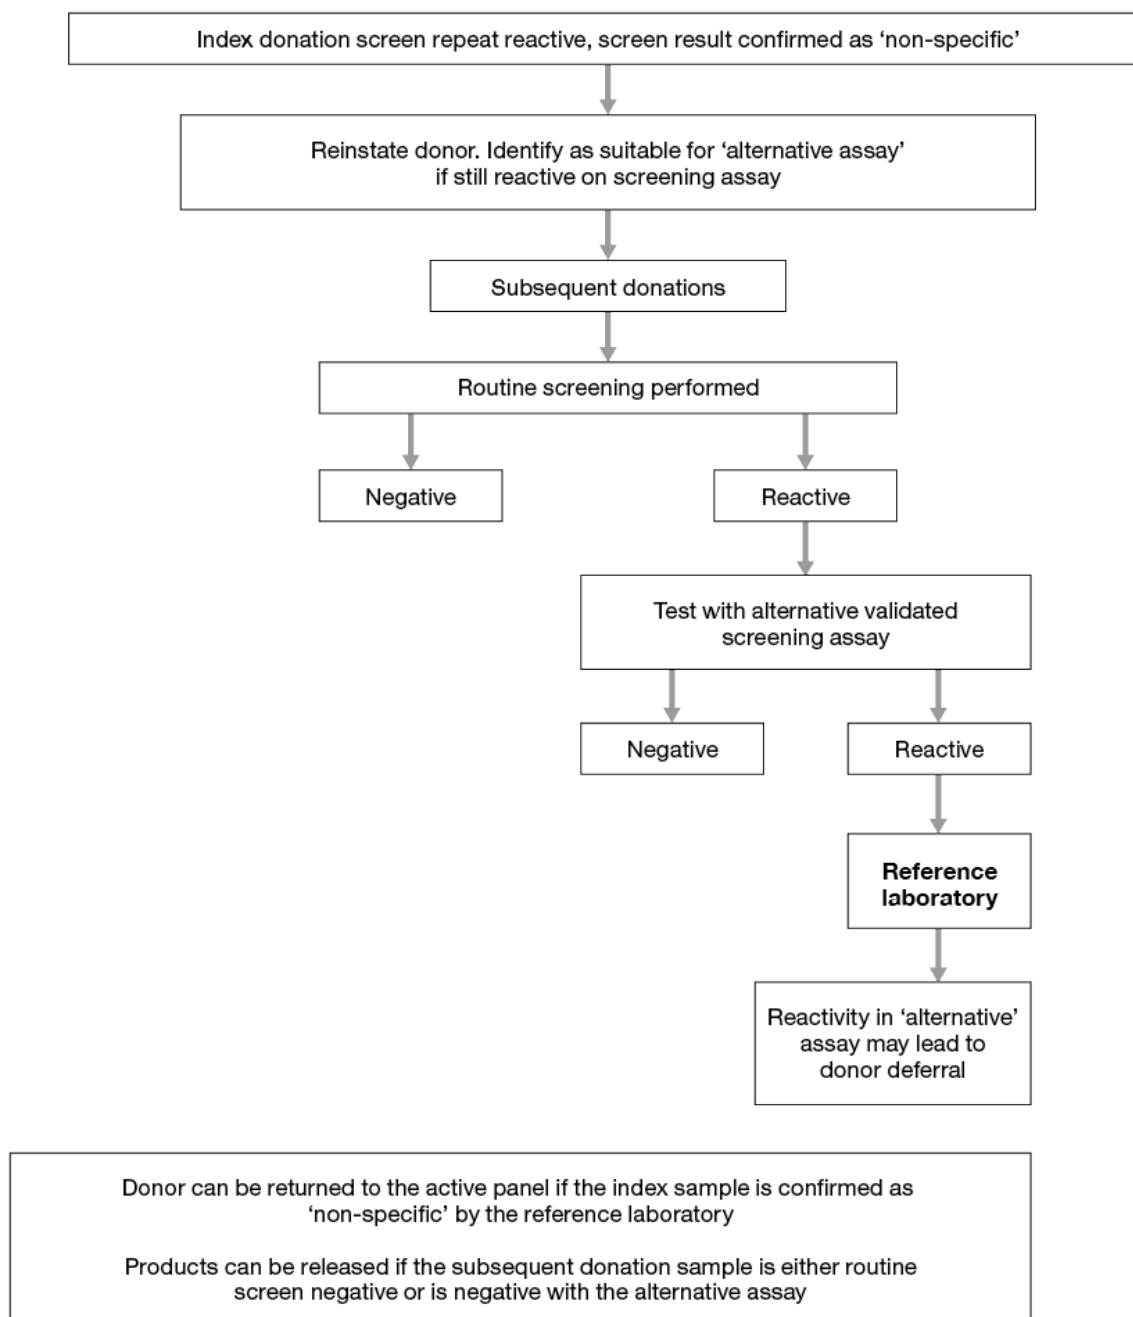 Index donation screen repeat reactive, screen result confirmed as ‘non-specific’
Reinstate donor. Identify as suitable for ‘alternative assay’
if still reactive on screening assay
Subsequent donations
Routine screening performed
Negative
Reactive
Test with alternative validated
screening assay
Negative
Reactive
Reference
laboratory
Reactivity in ‘alternative’
assay may lead to
donor deferral
Donor can be returned to the active panel if the index sample is confirmed as
‘non-specific’ by the reference laboratory
Products can be released if the subsequent donation sample is either routine
screen negative or is negative with the alternative assay